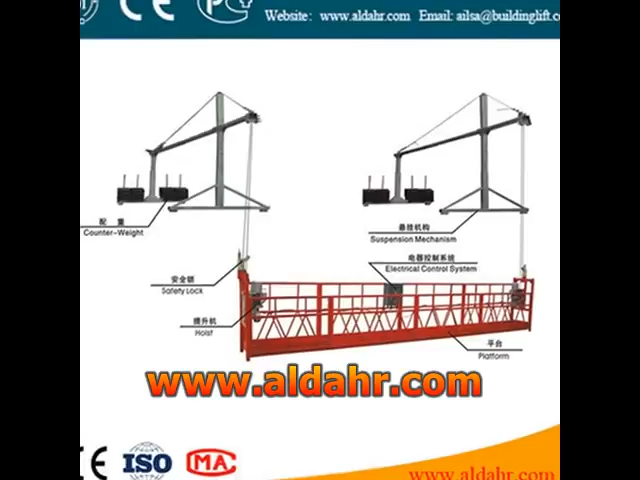 CE
Website: www.aldahr.com Email: ailsa@buildinglift.c
配 重
Counter-Weight
悬挂机构
Suspension Mechanism
电器控制系统
Electrical Control System
安全锁
Safety Lock
提升机
Hoist
平台
Platform
www.aldahr.com
CE
ISO
MA
www.aldahr.com